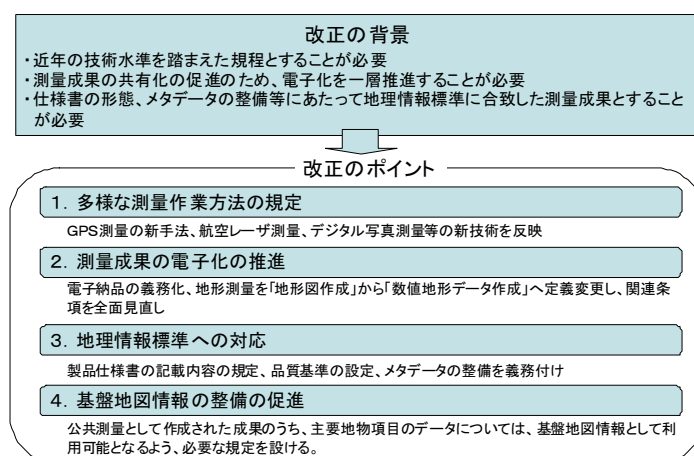 改正の背景
・近年の技術水準を踏まえた規程とすることが必要
・測量成果の共有化の促進のため、電子化を一層推進することが必要
・仕様書の形態、メタデータの整備等にあたって地理情報標準に合致した測量成果とすること
が必要
改正のポイント
1．多様な測量作業方法の規定
GPS測量の新手法、航空レーザ測量、デジタル写真測量等の新技術を反映
2．測量成果の電子化の推進
電子納品の義務化、地形測量を「地形図作成」から「数値地形データ作成」へ定義変更し、関連条
項を全面見直し
3．地理情報標準への対応
製品仕様書の記載内容の規定、品質基準の設定、メタデータの整備を義務付け
4．基盤地図情報の整備の促進
公共測量として作成された成果のうち、主要地物項目のデータについては、基盤地図情報として利
用可能となるよう、必要な規定を設ける。